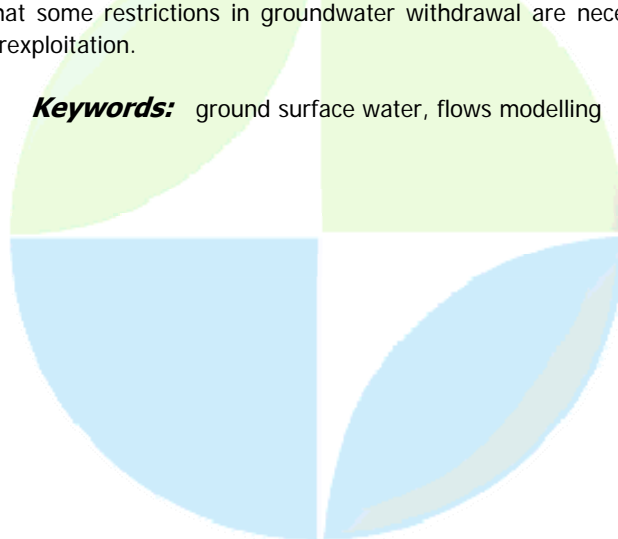 hat some restrictions in groundwater withdrawal are nece
rexploitation.
Keywords: ground surface water, flows modelling